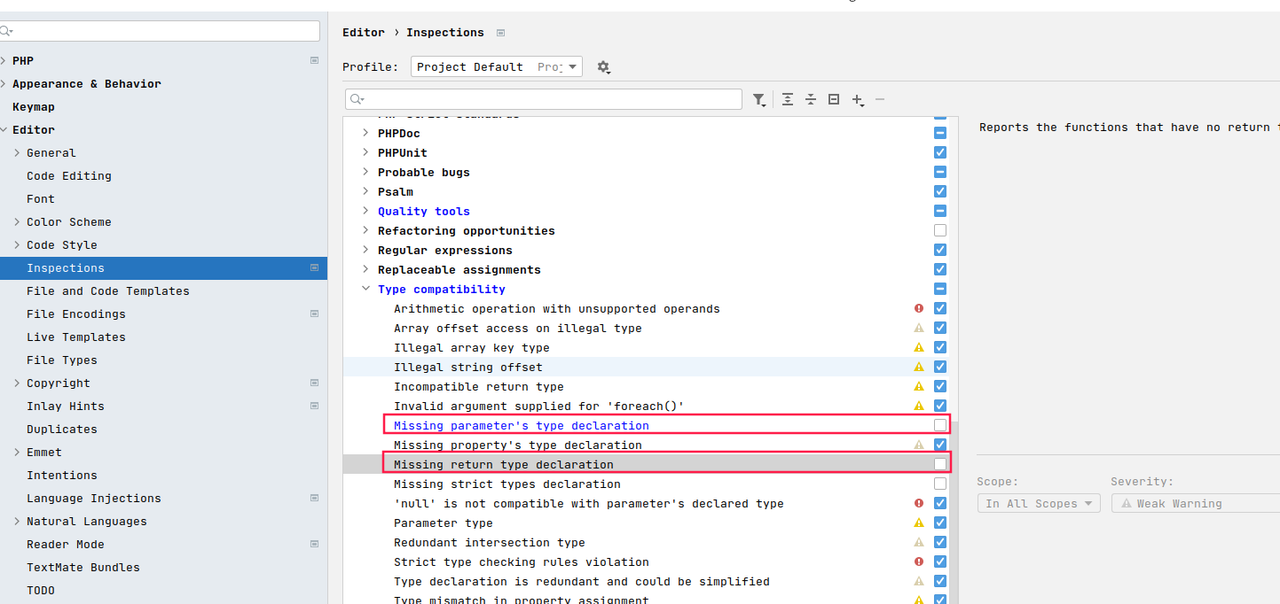 PHP
Appearance & Behavior
Keymap
Editor
General
Code Editing
Font
Color Scheme
Code Style
Inspections
File and Code Templates
File Encodings
Live Templates
File Types
Copyright
Inlay Hints
Duplicates
Emmet
Intentions
Language Injections
Natural Languages
Reader Mode
TextMate Bundles
TODO
Editor › Inspections
Profile: Project Default
PHPDoc
PHPUnit
Probable bugs
Psalm
Quality tools
Refactoring opportunities
Regular expressions
Replaceable assignments
Type compatibility
Arithmetic operation with unsupported operands
Array offset access on illegal type
Illegal array key type
Illegal string offset
Incompatible return type
Invalid argument supplied for 'foreach()'
Missing parameter's type declaration
Missing property's type declaration
Missing return type declaration
Missing strict types declaration
'null' is not compatible with parameter's declared type
Parameter type
Redundant intersection type
Strict type checking rules violation
Type declaration is redundant and could be simplified
Type mismatch in property assignment
Reports the functions that have no return
Scope: Severity:
In All Scopes Weak Warning